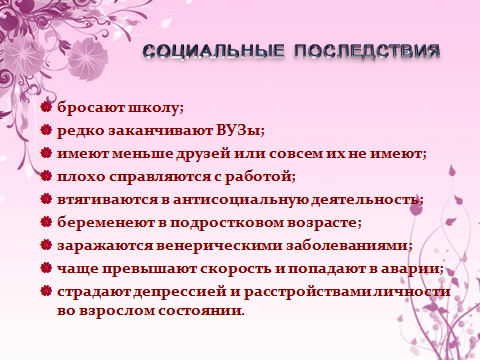 СОЦИАЛЬНЫЕ ПОСЛЕДСТВИЯ
бросают школу;
редко заканчивают ВУЗы;
имеют меньше друзей или совсем их не имеют;
плохо справляются с работой;
втягиваются в антисоциальную деятельность;
беременеют в подростковом возрасте;
заражаются венерическими заболеваниями;
чаще превышают скорость и попадают в аварии;
страдают депрессией и расстройствами личности
во взрослом состоянии.